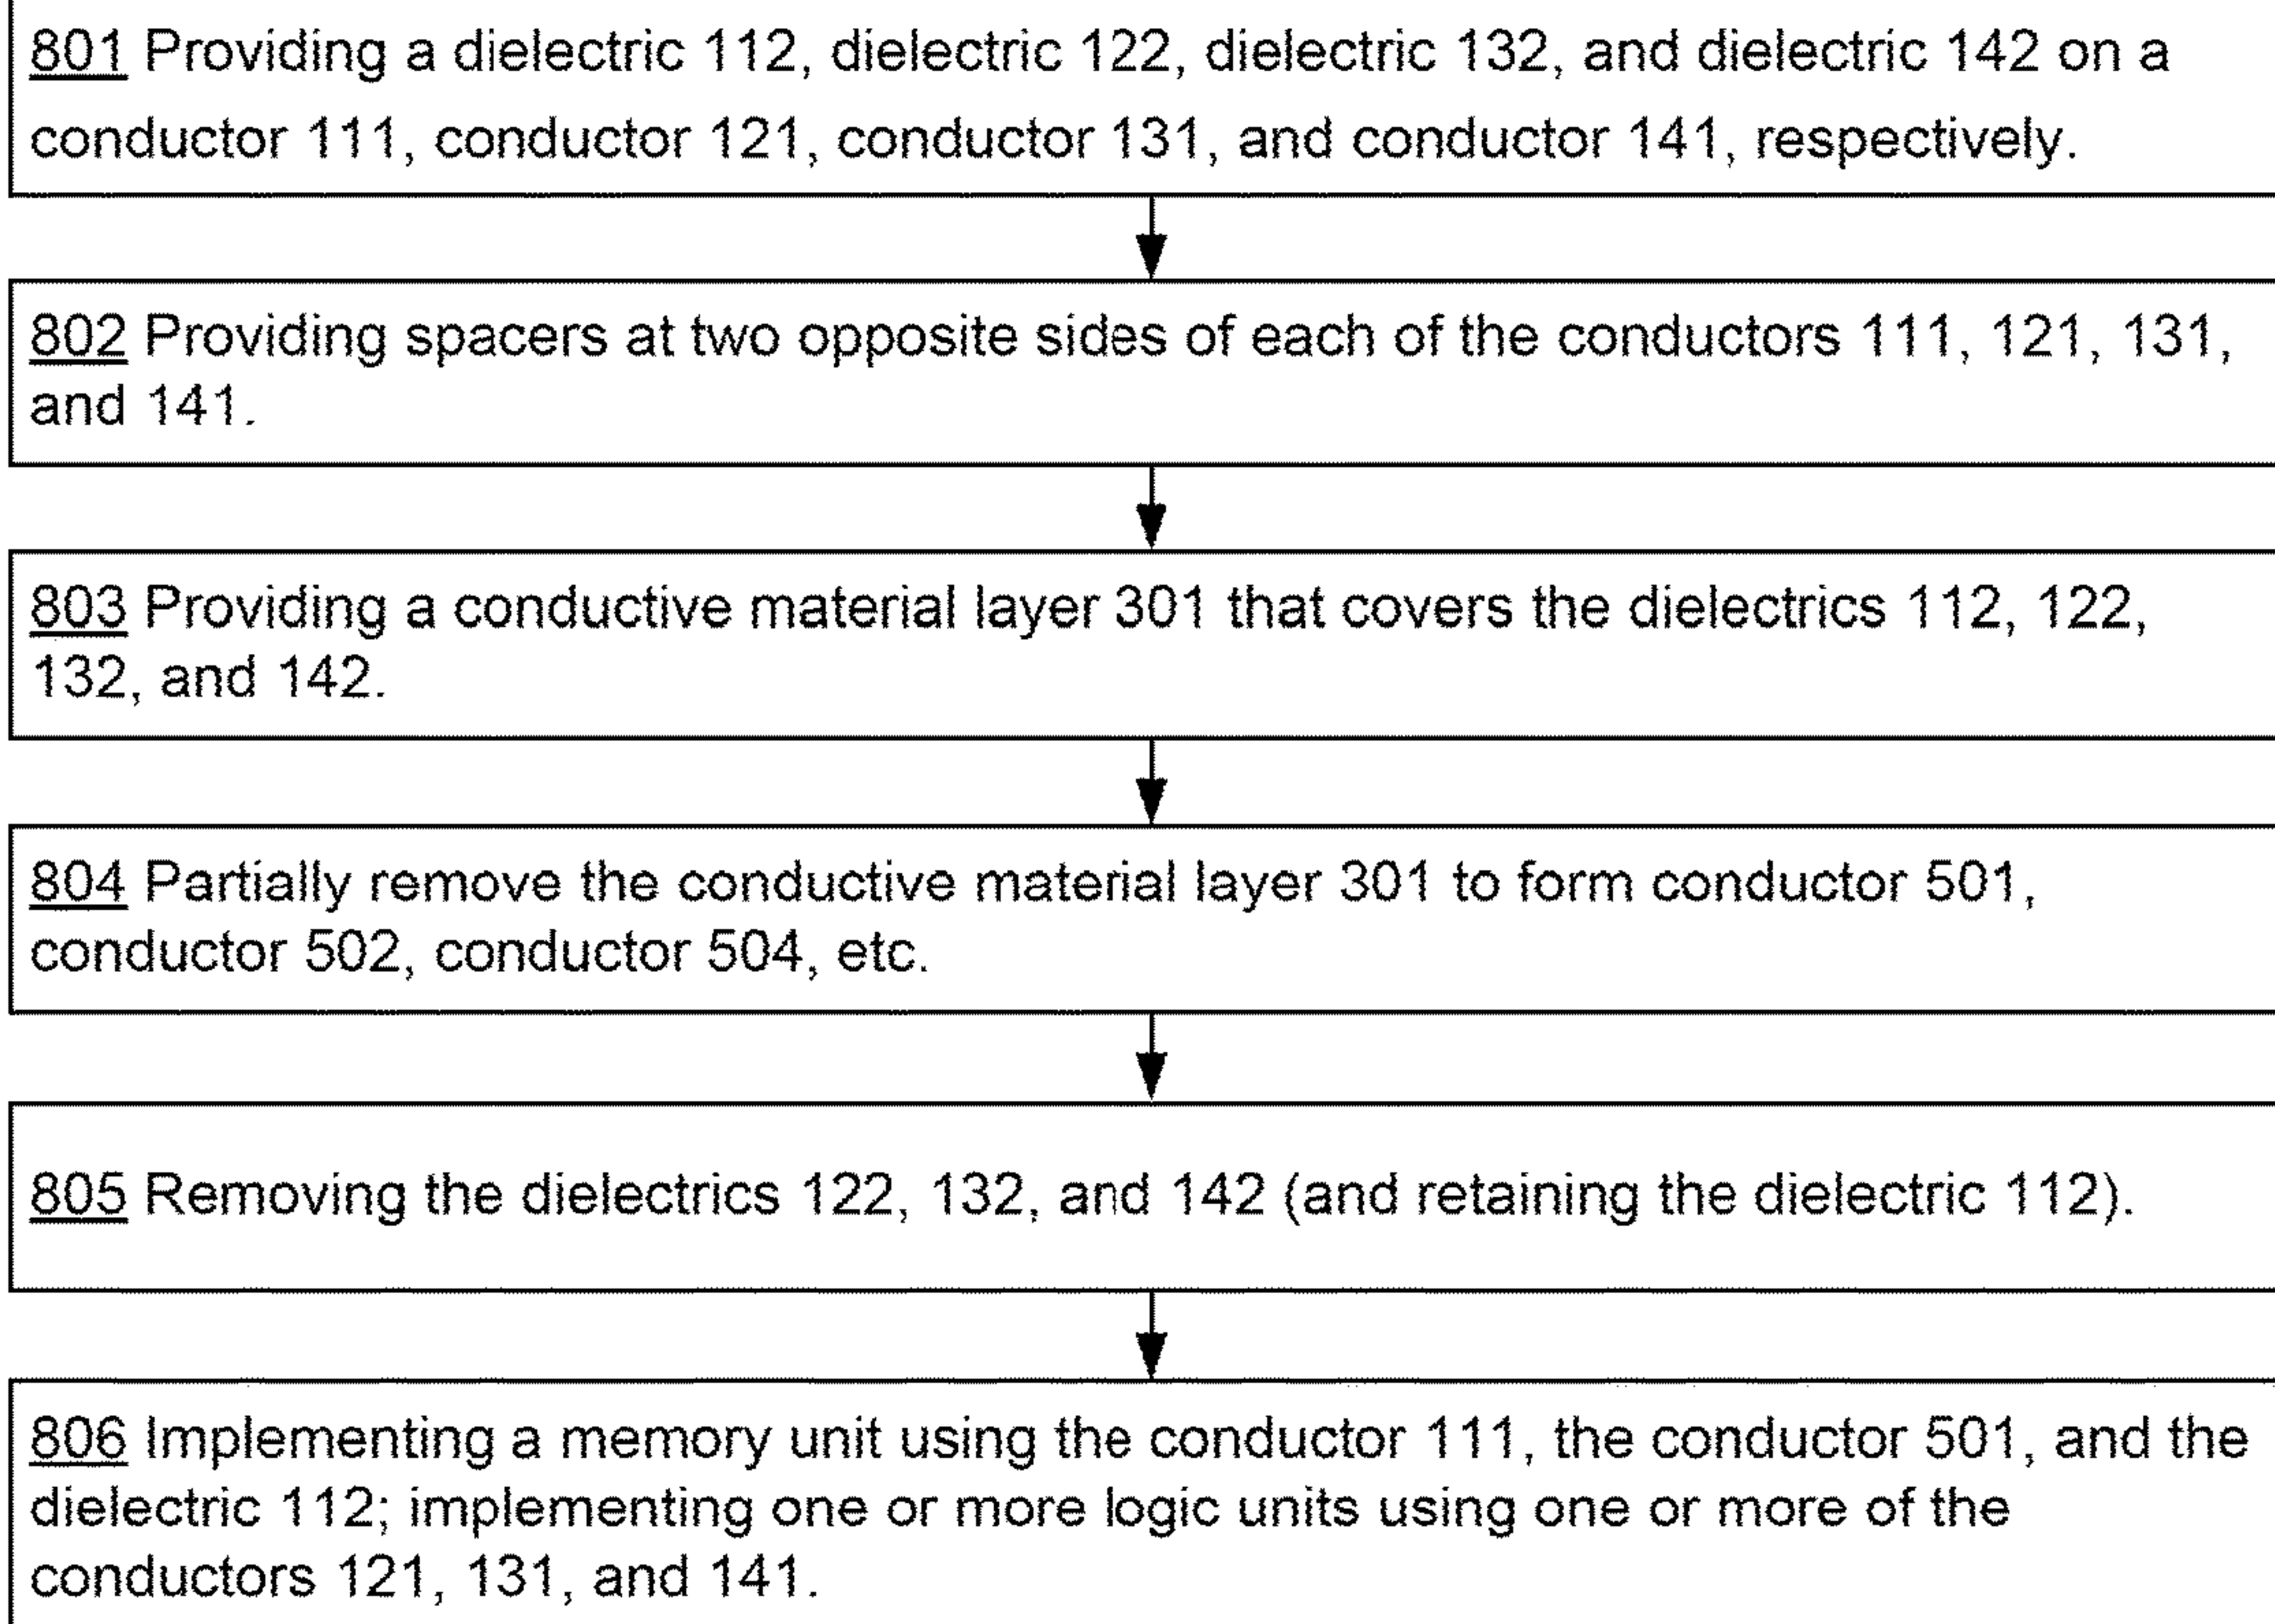 801 Providing a dielectric 112, dielectric 122, dielectric 132, and dielectric 142 on a
conductor 111, conductor 121, conductor 131, and conductor 141, respectively.
802 Providing spacers at two opposite sides of each of the conductors 111, 121, 131,
and 141.
803 Providing a conductive material layer 301 that covers the dielectrics 112, 122,
132, and 142.
804 Partially remove the conductive material layer 301 to form conductor 501,
conductor 502, conductor 504, etc.
805 Removing the dielectrics 122, 132, and 142 (and retaining the dielectric 112).
806 Implementing a memory unit using the conductor 111, the conductor 501, and the
dielectric 112; implementing one or more logic units using one or more of the
conductors 121, 131, and 141.